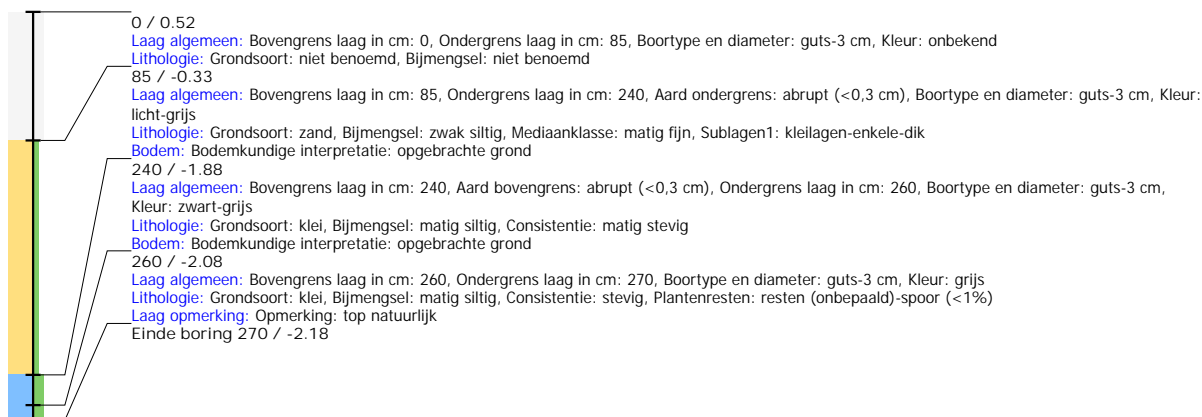 0 / 0.52
Laag algemeen: Bovengrens laag in cm: 0, Ondergrens laag in cm: 85, Boortype en diameter: guts-3 cm, Kleur: onbekend
Lithologie: Grondsoort: niet benoemd, Bijmengsel: niet benoemd
85 / -0.33
Laag algemeen: Bovengrens laag in cm: 85, Ondergrens laag in cm: 240, Aard ondergrens: abrupt (<0,3 cm), Boortype en diameter: guts-3 cm, Kleur:
licht-grijs
Lithologie: Grondsoort: zand, Bijmengsel: zwak siltig, Mediaanklasse: matig fijn, Sublagen1: kleilagen-enkele-dik
Bodem: Bodemkundige interpretatie: opgebrachte grond
240 / -1.88
Laag algemeen: Bovengrens laag in cm: 240, Aard bovengrens: abrupt (<0,3 cm), Ondergrens laag in cm: 260, Boortype en diameter: guts-3 cm,
Kleur: zwart-grijs
Lithologie: Grondsoort: klei, Bijmengsel: matig siltig, Consistentie: matig stevig
Bodem: Bodemkundige interpretatie: opgebrachte grond
260 / -2.08
Laag algemeen: Bovengrens laag in cm: 260, Ondergrens laag in cm: 270, Boortype en diameter: guts-3 cm, Kleur: grijs
Lithologie: Grondsoort: klei, Bijmengsel: matig siltig, Consistentie: stevig, Plantenresten: resten (onbepaald)-spoor (<1%)
Laag opmerking: Opmerking: top natuurlijk
Einde boring 270 / -2.18